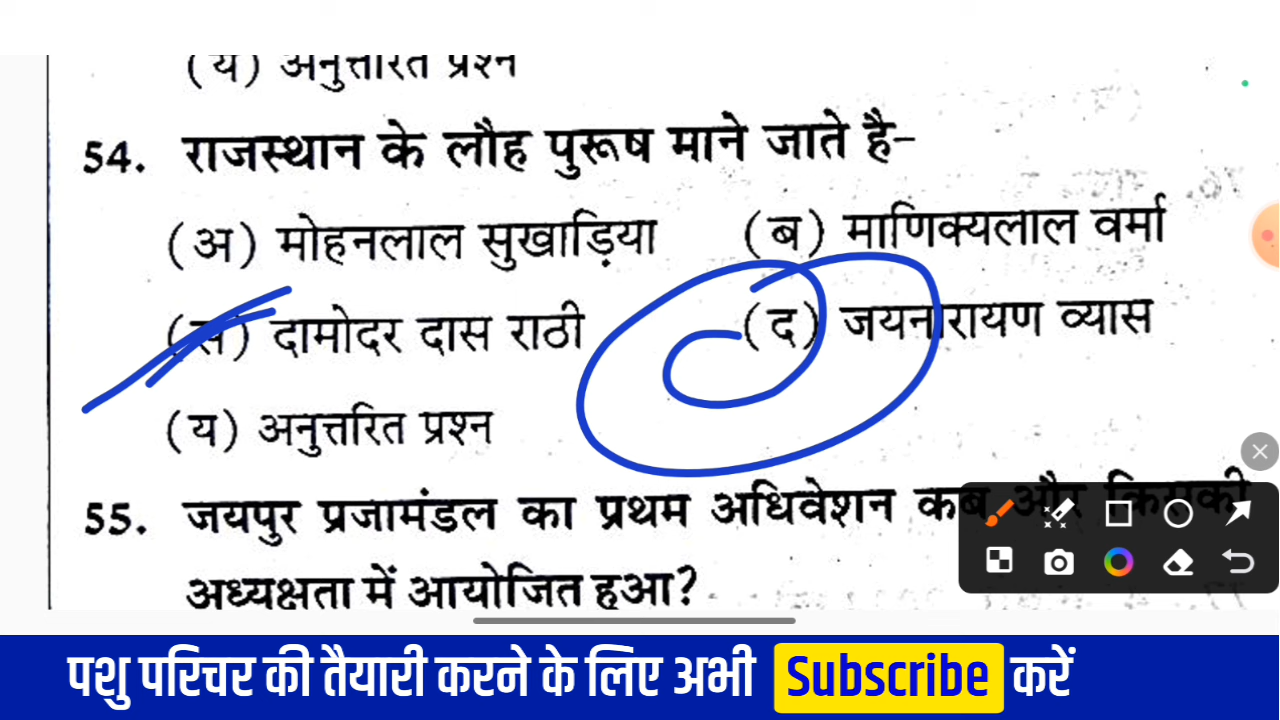 (य) अनुत्तरित प्रश्न
54. राजस्थान के लौह पुरूष माने जाते है-
(अ) मोहनलाल सुखाड़िया (ब) माणिक्यलाल वर्मा
(स) दामोदर दास राठी (द) जयनारायण व्यास
(य) अनुत्तरित प्रश्न
55. जयपुर प्रजामंडल का प्रथम अधिवेशन कब और किसकी
अध्यक्षता में आयोजित हुआ?
पशु परिचर की तैयारी करने के लिए अभी Subscribe करें